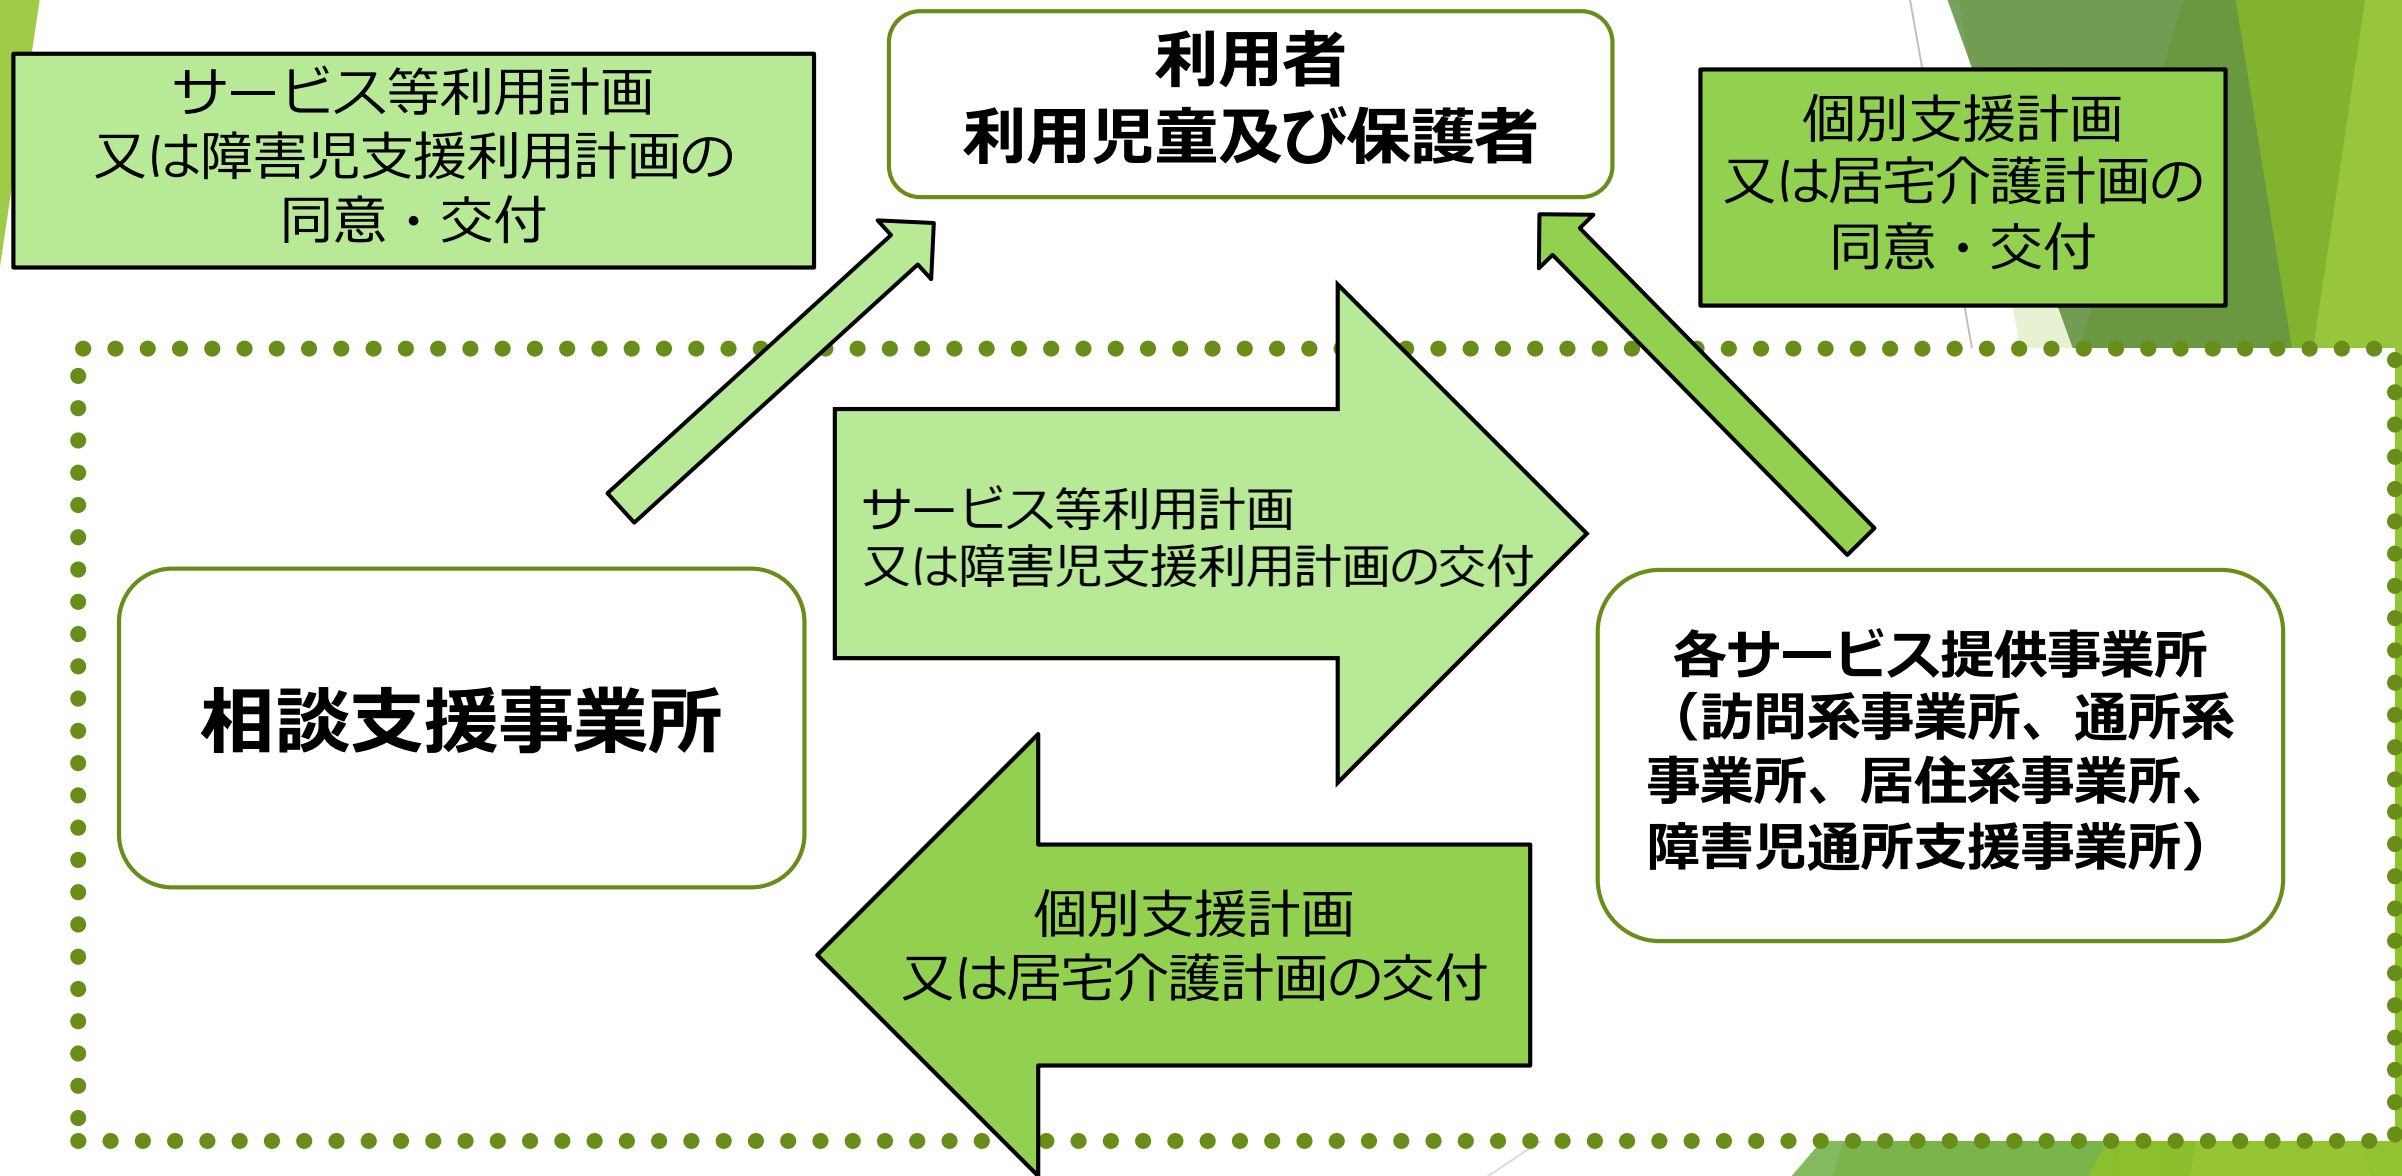 利用者
利用児童及び保護者
サービス等利用計画
又は障害児支援利用計画の
同意・交付
個別支援計画
又は居宅介護計画の
同意・交付
サービス等利用計画
又は障害児支援利用計画の交付
相談支援事業所
各サービス提供事業所
（訪問系事業所、通所系
事業所、居住系事業所、
障害児通所支援事業所）
個別支援計画
又は居宅介護計画の交付